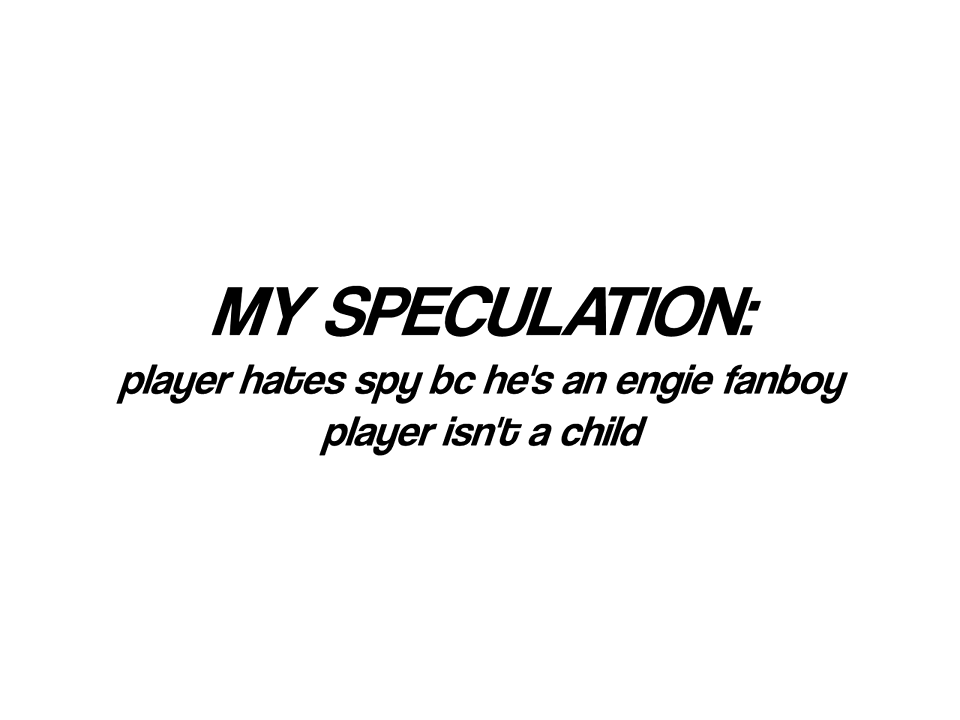 MY SPECULATION:
player hates spy bc he's an engie fanboy
player isn't a child